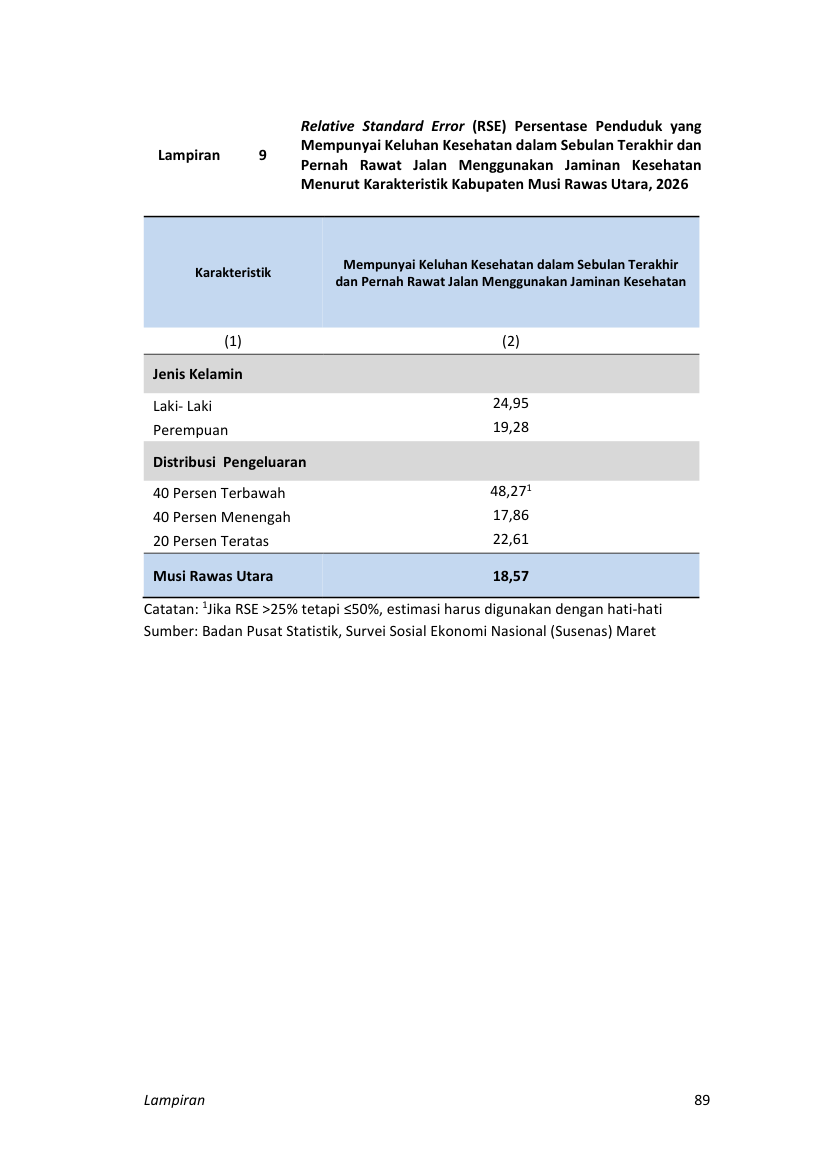 Lampiran 9
Relative Standard Error (RSE) Persentase Penduduk yang
Mempunyai Keluhan Kesehatan dalam Sebulan Terakhir dan
Pernah Rawat Jalan Menggunakan Jaminan Kesehatan
Menurut Karakteristik Kabupaten Musi Rawas Utara, 2026
Karakteristik
Mempunyai Keluhan Kesehatan dalam Sebulan Terakhir
dan Pernah Rawat Jalan Menggunakan Jaminan Kesehatan
(1) (2)
Jenis Kelamin
Laki- Laki 24,95
Perempuan 19,28
Distribusi Pengeluaran
40 Persen Terbawah 48,27¹
40 Persen Menengah 17,86
20 Persen Teratas 22,61
Musi Rawas Utara 18,57
Catatan: ¹Jika RSE >25% tetapi ≤50%, estimasi harus digunakan dengan hati-hati
Sumber: Badan Pusat Statistik, Survei Sosial Ekonomi Nasional (Susenas) Maret
Lampiran 89